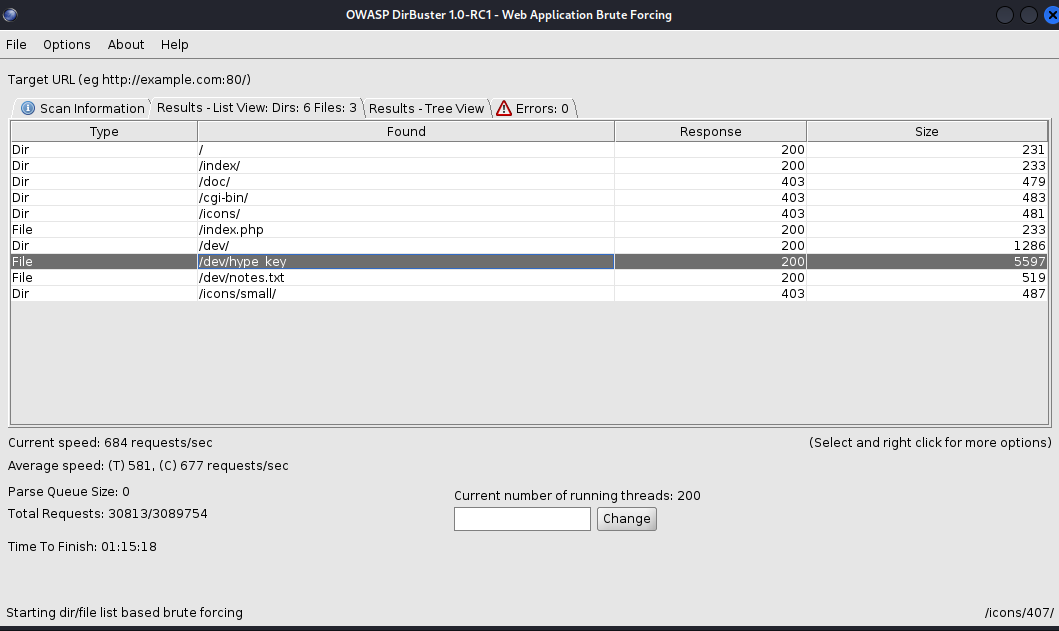 OWASP DirBuster 1.0-RC1 - Web Application Brute Forcing
File Options About Help
Target URL (eg http://example.com:80/)
Scan Information Results - List View: Dirs: 6 Files: 3 Results - Tree View Errors: 0
Type Found Response Size
Dir / 200 231
Dir /index/ 200 233
Dir /doc/ 403 479
Dir /cgi-bin/ 403 483
Dir /icons/ 403 481
File /index.php 200 233
Dir /dev/ 200 1286
File /dev/hype_key 200 5597
File /dev/notes.txt 200 519
Dir /icons/small/ 403 487
Current speed: 684 requests/sec (Select and right click for more options)
Average speed: (T) 581, (C) 677 requests/sec
Parse Queue Size: 0
Current number of running threads: 200
Total Requests: 30813/3089754
Change
Time To Finish: 01:15:18
Starting dir/file list based brute forcing /icons/407/